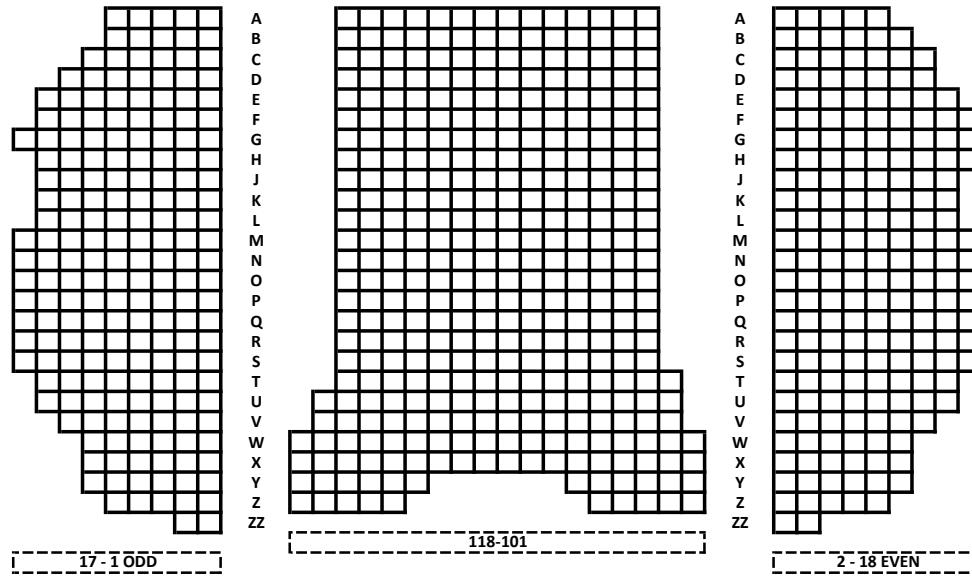 A A
B B
C C
D D
E E
F F
G G
H H
J J
K K
L L
M M
N N
O O
P P
Q Q
R R
S S
T T
U U
V V
W W
X X
Y Y
Z Z
ZZ ZZ
118-101
17 - 1 ODD
2 - 18 EVEN